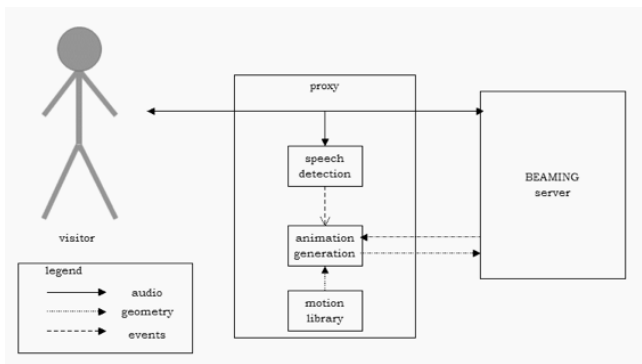 proxy
speech
detection
BEAMING
server
visitor
animation
generation
legend
audio
geometry
events
motion
library